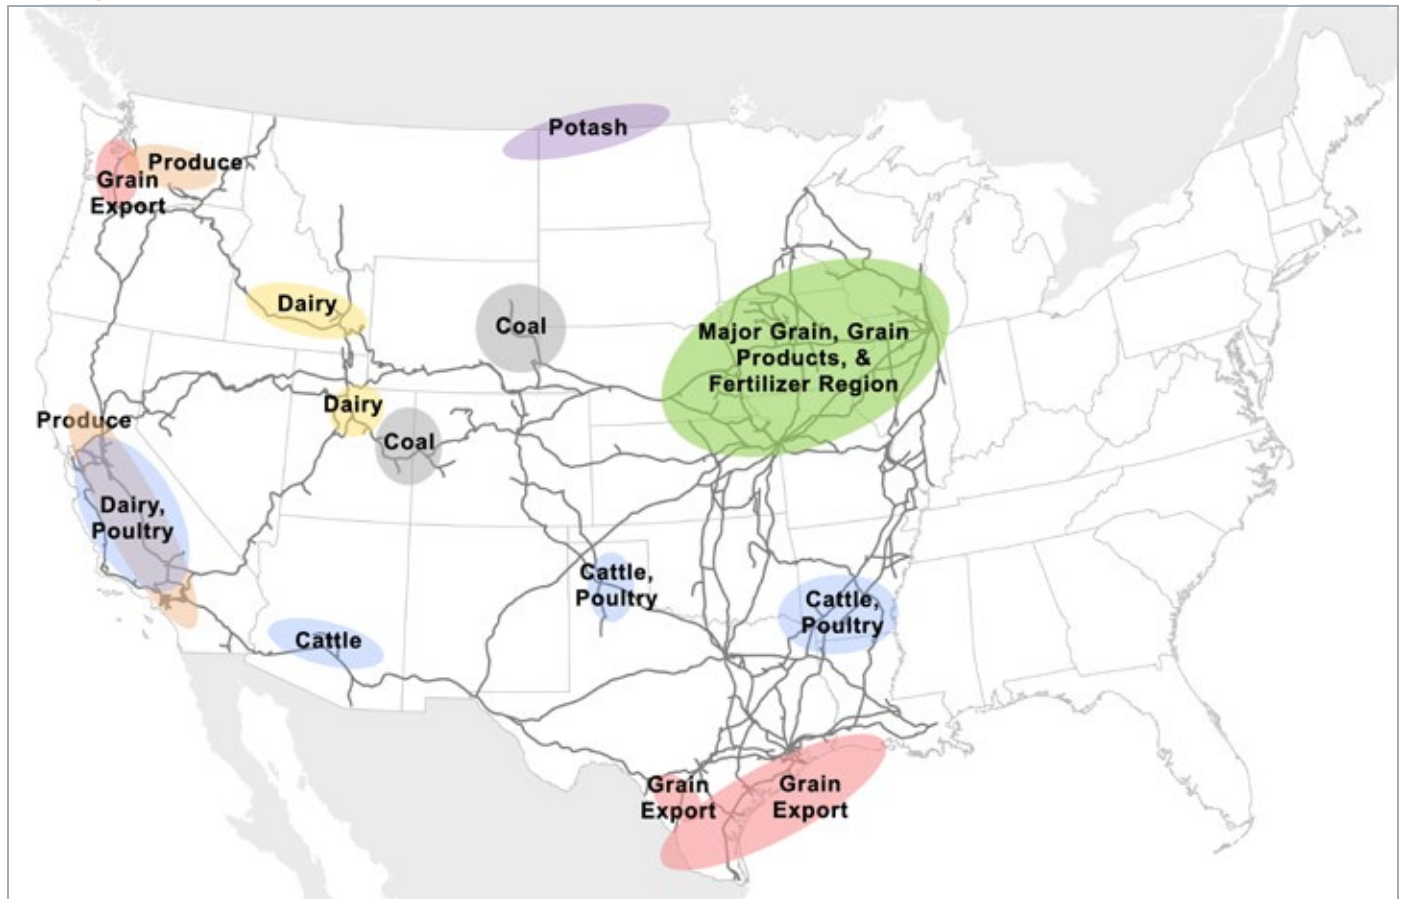 Potash
Produce
Grain
Export
Dairy
Coal
Major Grain, Grain
Products, &
Fertilizer Region
Dairy
Produce
Coal
Dairy,
Poultry
Cattle,
Poultry
Cattle,
Poultry
Cattle
Grain
Export
Grain
Export